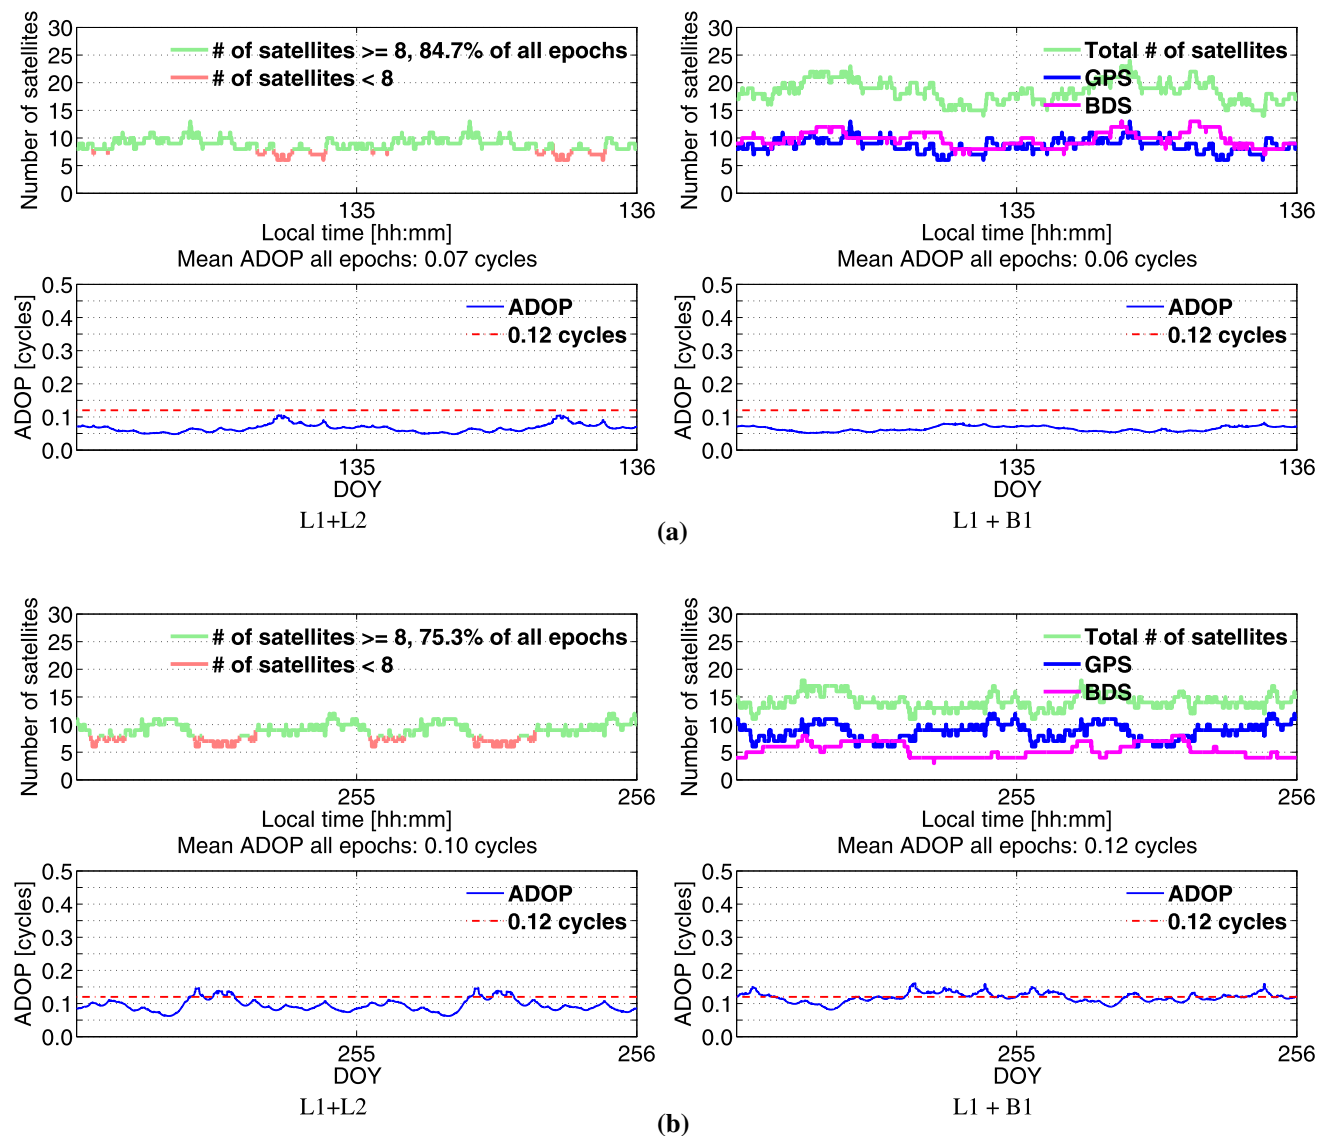 Number of satellites
30
25
20
15
10
5
0
# of satellites >= 8, 84.7% of all epochs
# of satellites < 8
135
136
Local time [hh:mm]
Mean ADOP all epochs: 0.07 cycles
Number of satellites
30
25
20
15
10
5
0
Total # of satellites
GPS
BDS
135
136
Local time [hh:mm]
Mean ADOP all epochs: 0.06 cycles
ADOP [cycles]
0.5
0.4
0.3
0.2
0.1
0.0
ADOP
0.12 cycles
135
136
DOY
L1+L2
ADOP [cycles]
0.5
0.4
0.3
0.2
0.1
0.0
ADOP
0.12 cycles
135
136
DOY
L1 + B1
(a)
Number of satellites
30
25
20
15
10
5
0
# of satellites >= 8, 75.3% of all epochs
# of satellites < 8
255
256
Local time [hh:mm]
Mean ADOP all epochs: 0.10 cycles
Number of satellites
30
25
20
15
10
5
0
Total # of satellites
GPS
BDS
255
256
Local time [hh:mm]
Mean ADOP all epochs: 0.12 cycles
ADOP [cycles]
0.5
0.4
0.3
0.2
0.1
0.0
ADOP
0.12 cycles
255
256
DOY
L1+L2
ADOP [cycles]
0.5
0.4
0.3
0.2
0.1
0.0
ADOP
0.12 cycles
255
256
DOY
L1 + B1
(b)